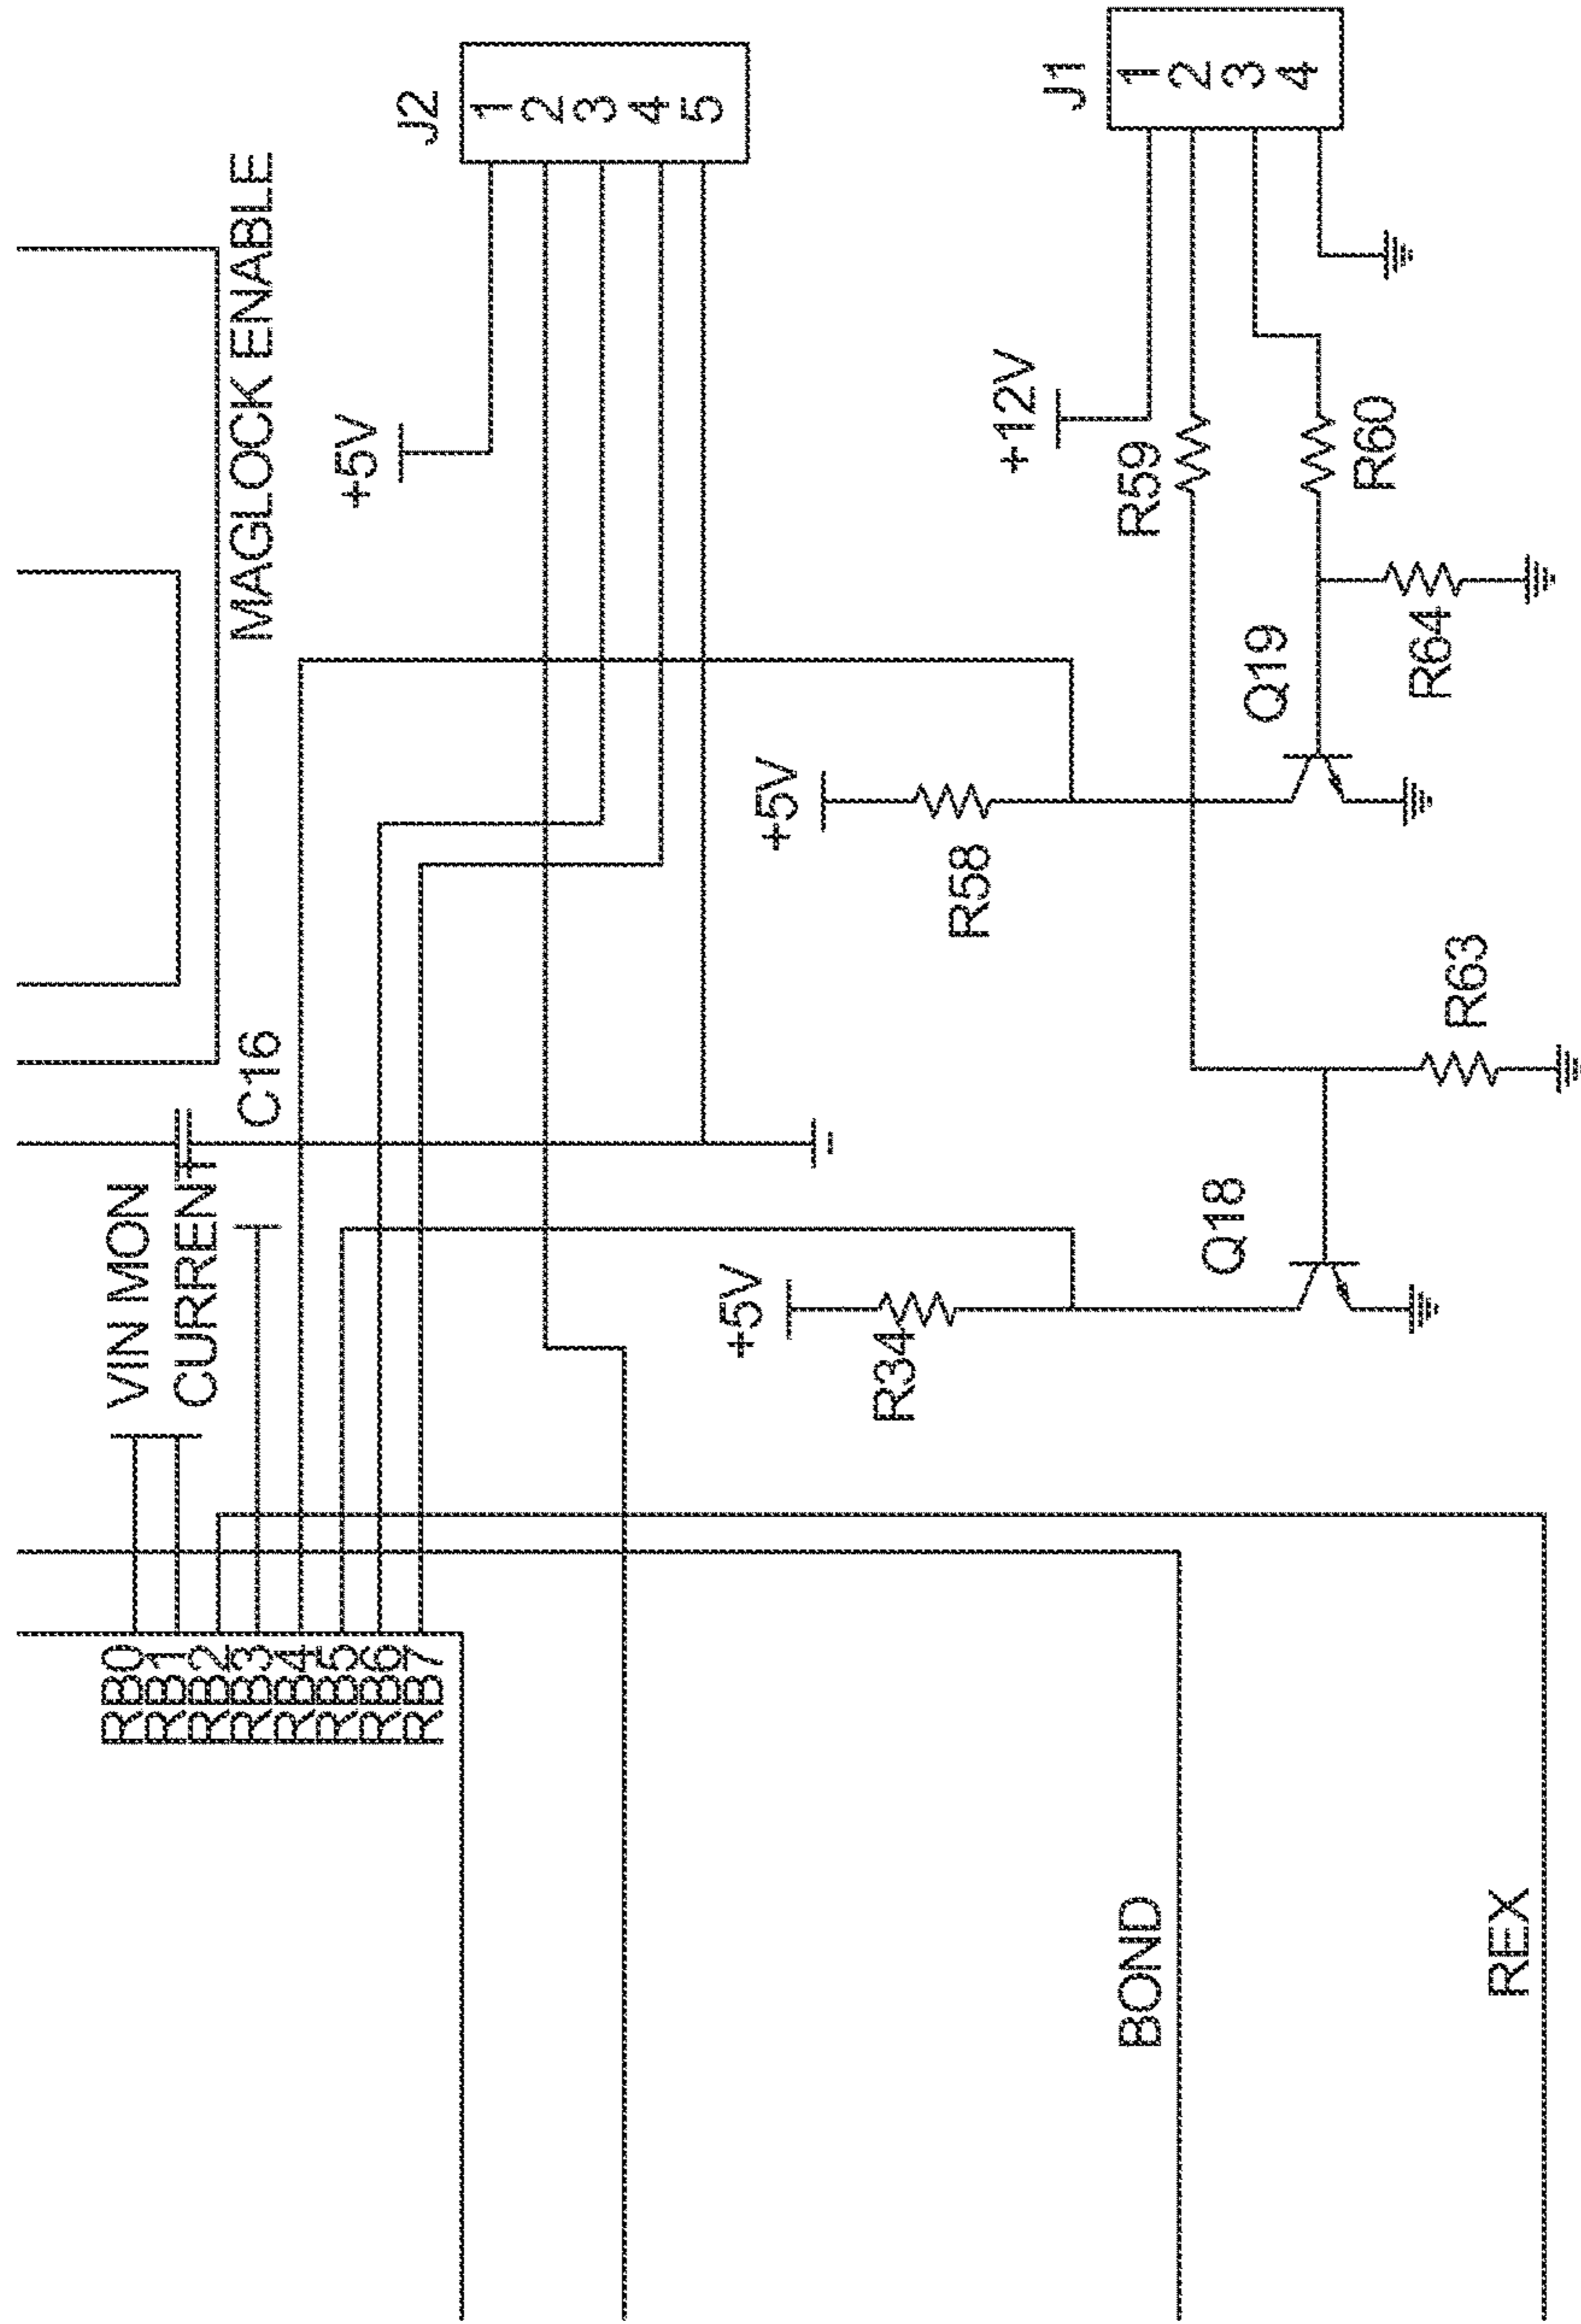 RB0
RB1
RB2
RB3
RB4
RB5
RB6
RB7
VIN MON
CURRENT
C16
MAGLOCK ENABLE
+5V
J2
1
2
3
4
5
+5V
R34
Q18
+5V
R58
Q19
+12V
R59
R60
R64
R63
J1
1
2
3
4
BOND
REX